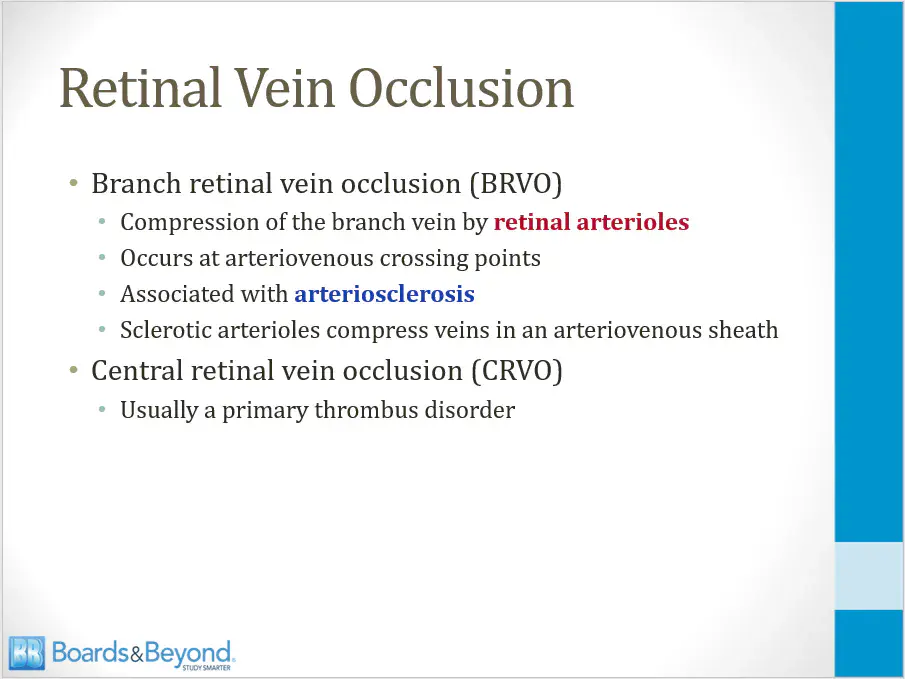 Retinal Vein Occlusion
• Branch retinal vein occlusion (BRVO)
• Compression of the branch vein by retinal arterioles
• Occurs at arteriovenous crossing points
• Associated with arteriosclerosis
• Sclerotic arterioles compress veins in an arteriovenous sheath
• Central retinal vein occlusion (CRVO)
• Usually a primary thrombus disorder
BB Boards&Beyond.
STUDY SMARTER